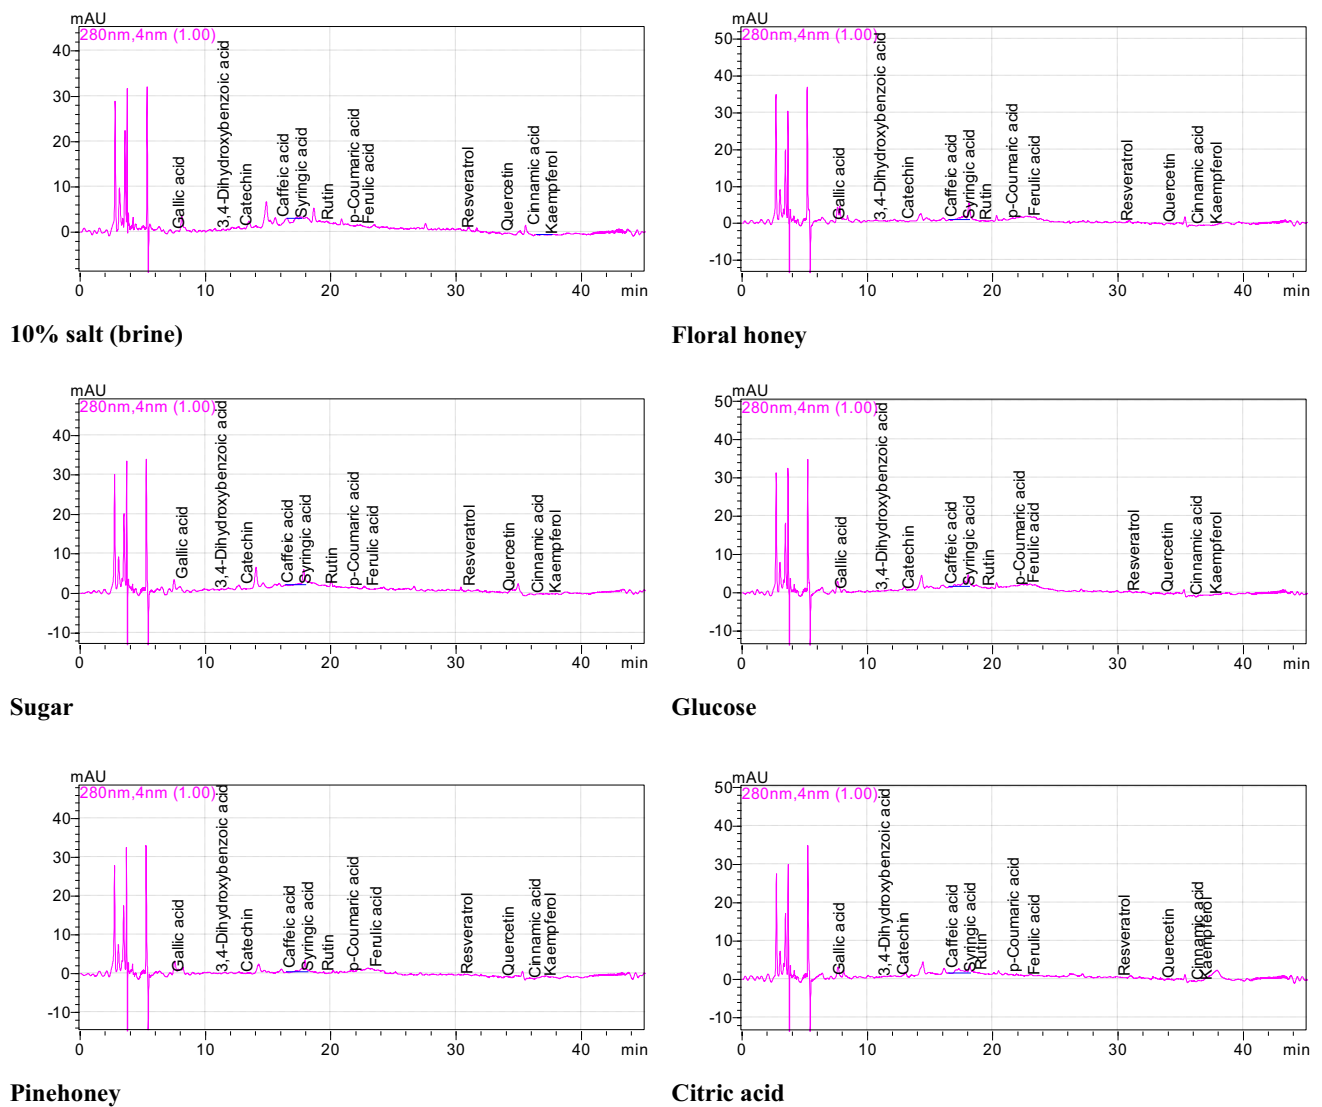 mAU
280nm,4nm (1.00)
40
30
20
10
0
Gallic acid
3,4-Dihydroxybenzoic acid
Catechin
Caffeic acid
Syringic acid
Rutin
p-Coumaric acid
Ferulic acid
Resveratrol
Quercetin
Cinnamic acid
Kaempferol
0 10 20 30 40 min
10% salt (brine)
mAU
280nm,4nm (1.00)
50
40
30
20
10
0
-10
Gallic acid
3,4-Dihydroxybenzoic acid
Catechin
Caffeic acid
Syringic acid
Rutin
p-Coumaric acid
Ferulic acid
Resveratrol
Quercetin
Cinnamic acid
Kaempferol
0 10 20 30 40 min
Floral honey
mAU
280nm,4nm (1.00)
40
30
20
10
0
-10
Gallic acid
3,4-Dihydroxybenzoic acid
Catechin
Caffeic acid
Syringic acid
Rutin
p-Coumaric acid
Ferulic acid
Resveratrol
Quercetin
Cinnamic acid
Kaempferol
0 10 20 30 40 min
Sugar
mAU
280nm,4nm (1.00)
50
40
30
20
10
0
-10
Gallic acid
3,4-Dihydroxybenzoic acid
Catechin
Caffeic acid
Syringic acid
Rutin
p-Coumaric acid
Ferulic acid
Resveratrol
Quercetin
Cinnamic acid
Kaempferol
0 10 20 30 40 min
Glucose
mAU
280nm,4nm (1.00)
40
30
20
10
0
-10
Gallic acid
3,4-Dihydroxybenzoic acid
Catechin
Caffeic acid
Syringic acid
Rutin
p-Coumaric acid
Ferulic acid
Resveratrol
Quercetin
Cinnamic acid
Kaempferol
0 10 20 30 40 min
Pinehoney
mAU
280nm,4nm (1.00)
50
40
30
20
10
0
-10
Gallic acid
3,4-Dihydroxybenzoic acid
Catechin
Caffeic acid
Syringic acid
Rutin
p-Coumaric acid
Ferulic acid
Resveratrol
Quercetin
Cinnamic acid
Kaempferol
0 10 20 30 40 min
Citric acid